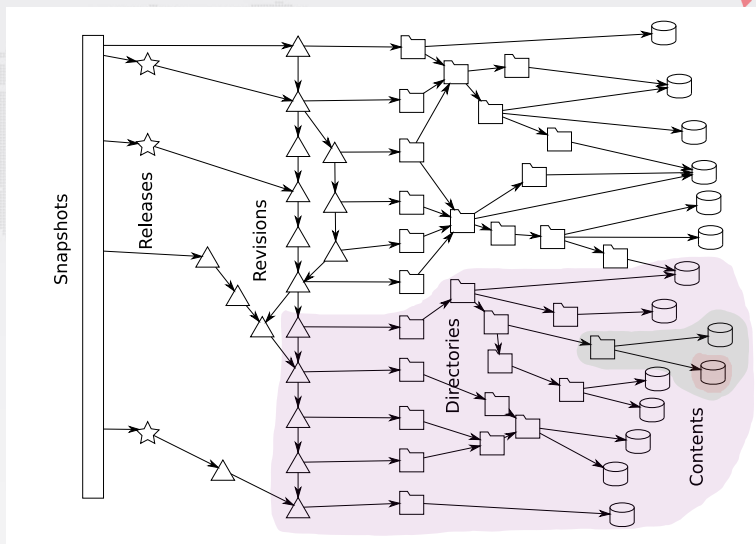 Snapshots
Releases
Revisions
Directories
Contents